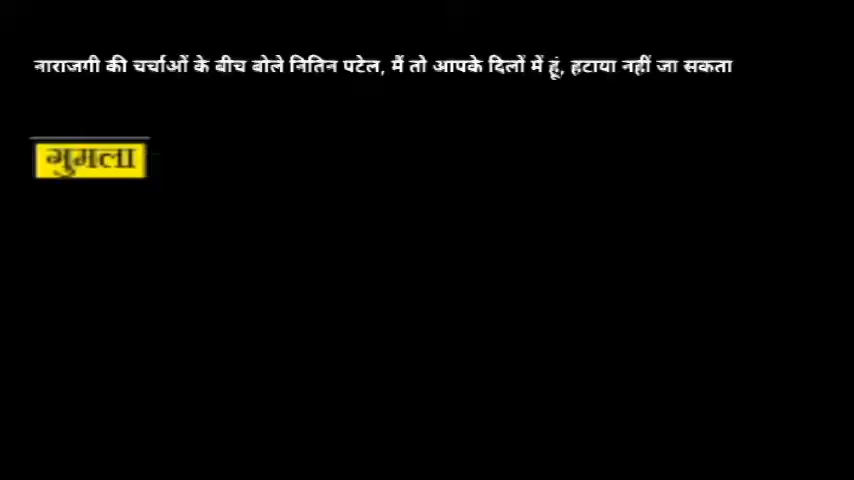 नाराजगी की चर्चाओं के बीच बोले नितिन पटेल, मैं तो आपके दिलों में हूं, हटाया नहीं जा सकता
गुमला